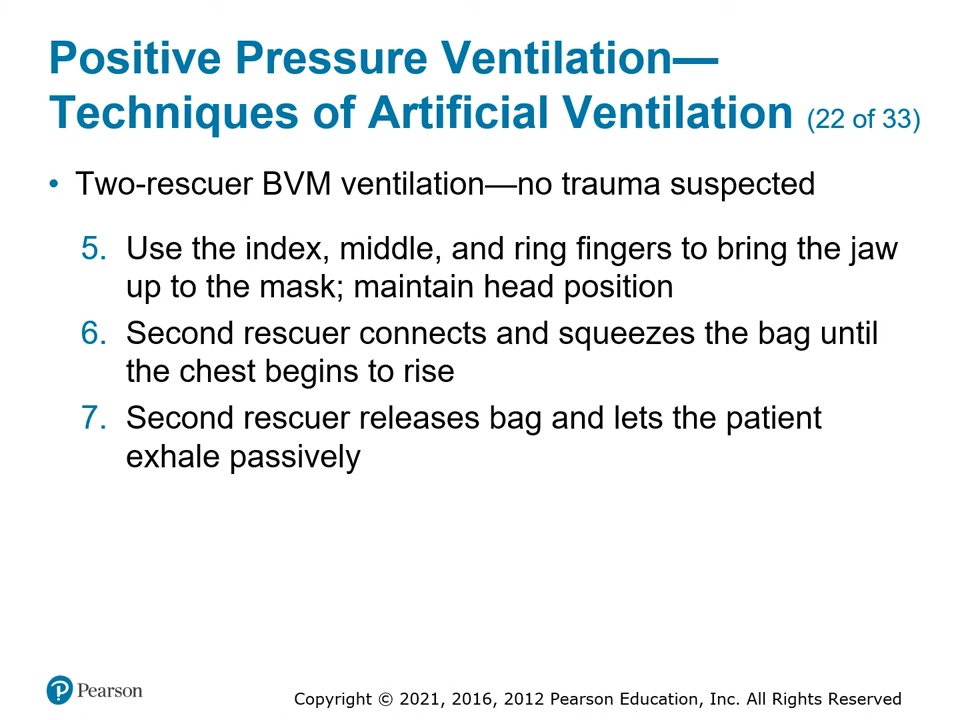 Positive Pressure Ventilation—
Techniques of Artificial Ventilation (22 of 33)
• Two-rescuer BVM ventilation—no trauma suspected
5. Use the index, middle, and ring fingers to bring the jaw
up to the mask; maintain head position
6. Second rescuer connects and squeezes the bag until
the chest begins to rise
7. Second rescuer releases bag and lets the patient
exhale passively
Pearson
Copyright © 2021, 2016, 2012 Pearson Education, Inc. All Rights Reserved